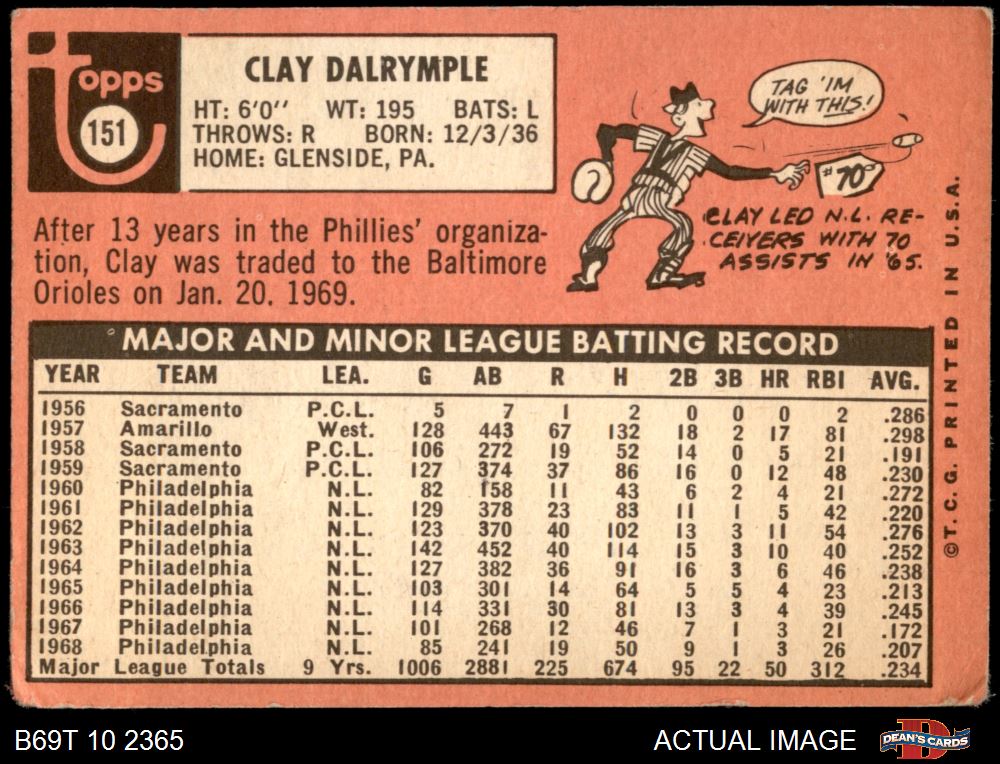 topps
151
CLAY DALRYMPLE
HT: 6'0'' WT: 195 BATS: L
THROWS: R BORN: 12/3/36
HOME: GLENSIDE, PA.
TAG 'IM
WITH THIS!
#70
CLAY LED N.L. RE-
CEIVERS WITH 70
ASSISTS IN '65.
After 13 years in the Phillies' organiza-
tion, Clay was traded to the Baltimore
Orioles on Jan. 20, 1969.
MAJOR AND MINOR LEAGUE BATTING RECORD
YEAR TEAM LEA. G AB R H 2B 3B HR RBI AVG.
1956 Sacramento P.C.L. 5 7 1 2 0 0 0 2 .286
1957 Amarillo West. 128 443 67 132 18 2 17 81 .298
1958 Sacramento P.C.L. 106 272 19 52 14 0 5 21 .191
1959 Sacramento P.C.L. 127 374 37 86 16 0 12 48 .230
1960 Philadelphia N.L. 82 158 11 43 6 2 4 21 .272
1961 Philadelphia N.L. 129 378 23 83 11 1 5 42 .220
1962 Philadelphia N.L. 123 370 40 102 13 3 11 54 .276
1963 Philadelphia N.L. 142 452 40 114 15 3 10 40 .252
1964 Philadelphia N.L. 127 382 36 91 16 3 6 46 .238
1965 Philadelphia N.L. 103 301 14 64 5 5 4 23 .213
1966 Philadelphia N.L. 114 331 30 81 13 3 4 39 .245
1967 Philadelphia N.L. 101 268 12 46 7 1 3 21 .172
1968 Philadelphia N.L. 85 241 19 50 9 1 3 26 .207
Major League Totals 9 Yrs. 1006 2881 225 674 95 22 50 312 .234
©T.C.G. PRINTED IN U.S.A.
B69T 10 2365
ACTUAL IMAGE
D
DEAN'S CARDS